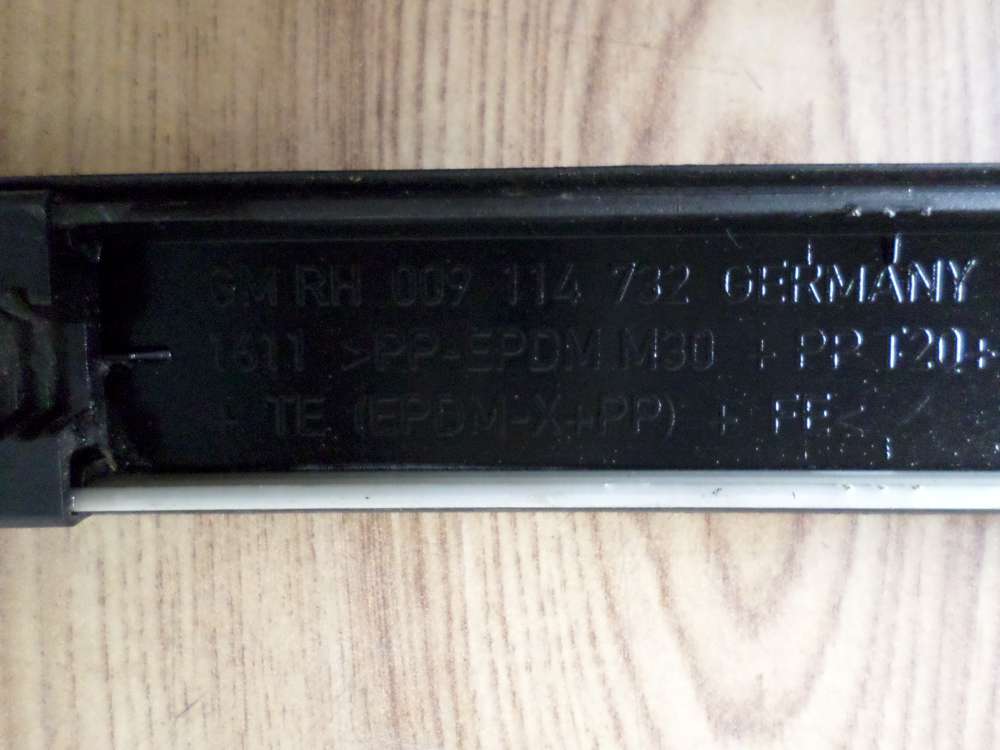 GM RH 009 114 732 GERMANY
1611 >PP-EPDM M30 + PP T20+
+ TE (EPDM-X+PP) + FE<